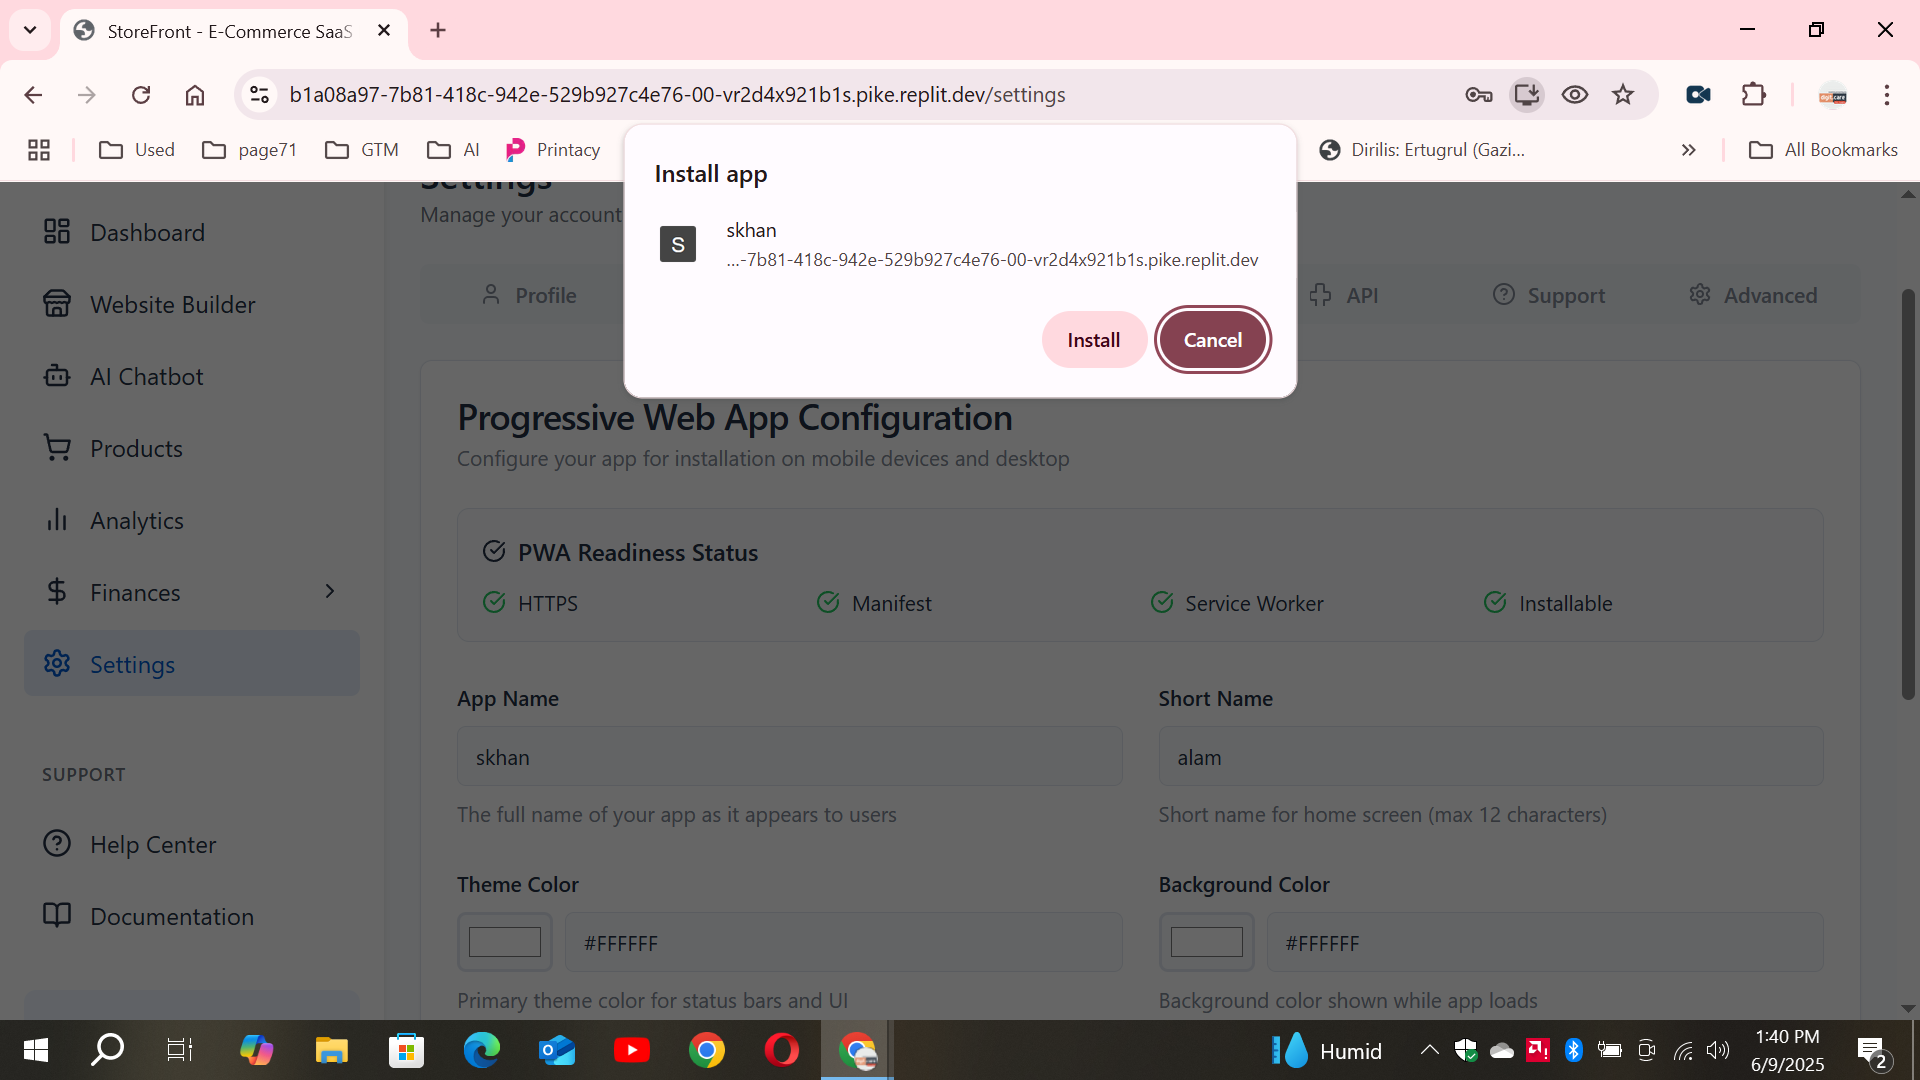 StoreFront - E-Commerce SaaS
b1a08a97-7b81-418c-942e-529b927c4e76-00-vr2d4x921b1s.pike.replit.dev/settings
Used
page71
GTM
AI
Printacy
Dirilis: Ertugrul (Gazi...
All Bookmarks
Install app
S
skhan
...-7b81-418c-942e-529b927c4e76-00-vr2d4x921b1s.pike.replit.dev
Install
Cancel
Dashboard
Website Builder
AI Chatbot
Products
Analytics
Finances
Settings
SUPPORT
Help Center
Documentation
Settings
Manage your account
Profile
API
Support
Advanced
Progressive Web App Configuration
Configure your app for installation on mobile devices and desktop
PWA Readiness Status
HTTPS
Manifest
Service Worker
Installable
App Name
skhan
The full name of your app as it appears to users
Short Name
alam
Short name for home screen (max 12 characters)
Theme Color
#FFFFFF
Primary theme color for status bars and UI
Background Color
#FFFFFF
Background color shown while app loads
Humid
1:40 PM
6/9/2025
2